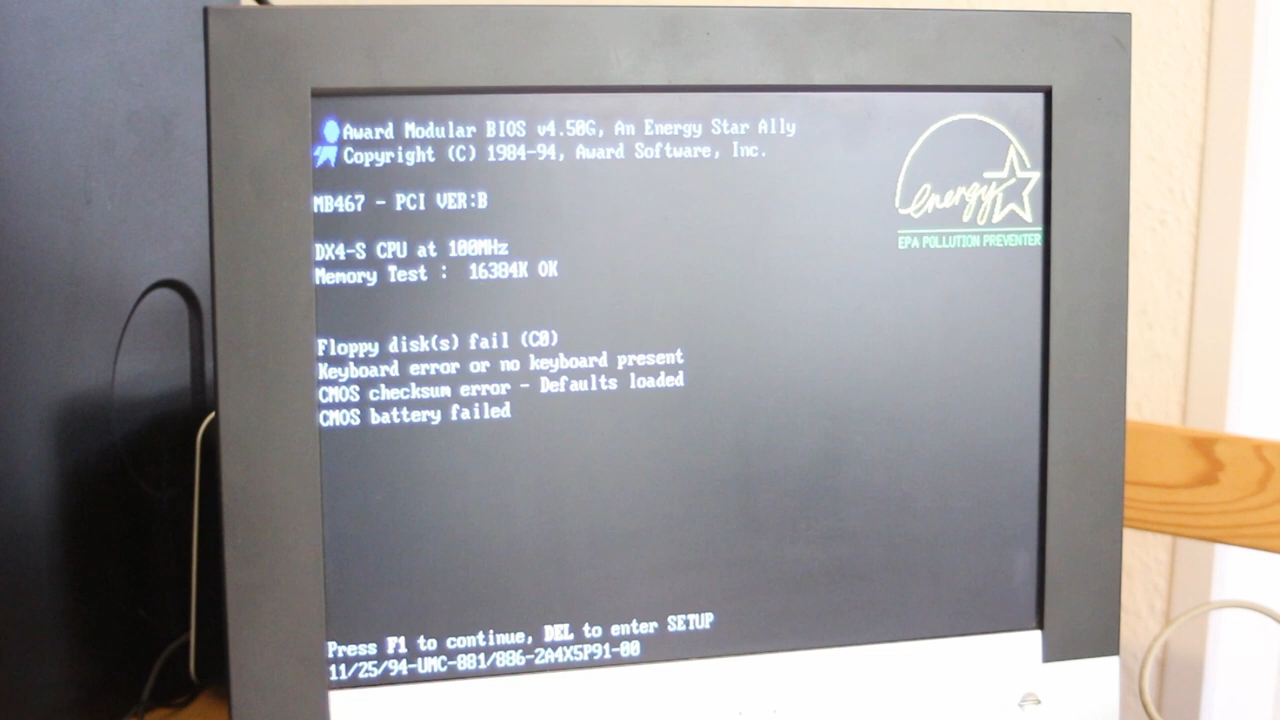 Award Modular BIOS v4.50G, An Energy Star Ally
Copyright (C) 1984-94, Award Software, Inc.
energy
EPA POLLUTION PREVENTER
MB467 - PCI VER:B
DX4-S CPU at 100MHz
Memory Test :  16384K OK
Floppy disk(s) fail (C0)
Keyboard error or no keyboard present
CMOS checksum error - Defaults loaded
CMOS battery failed
Press F1 to continue, DEL to enter SETUP
11/25/94-UMC-881/886-2A4X5P91-00